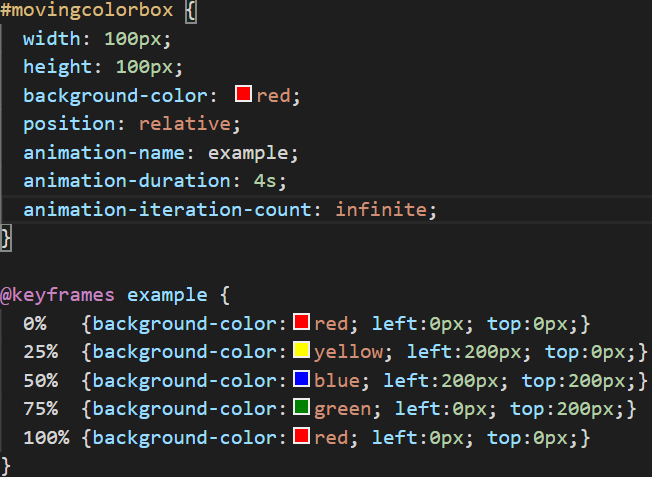 #movingcolorbox {
  width: 100px;
  height: 100px;
  background-color: red;
  position: relative;
  animation-name: example;
  animation-duration: 4s;
  animation-iteration-count: infinite;
}

@keyframes example {
  0%   {background-color:red; left:0px; top:0px;}
  25%  {background-color:yellow; left:200px; top:0px;}
  50%  {background-color:blue; left:200px; top:200px;}
  75%  {background-color:green; left:0px; top:200px;}
  100% {background-color:red; left:0px; top:0px;}
}